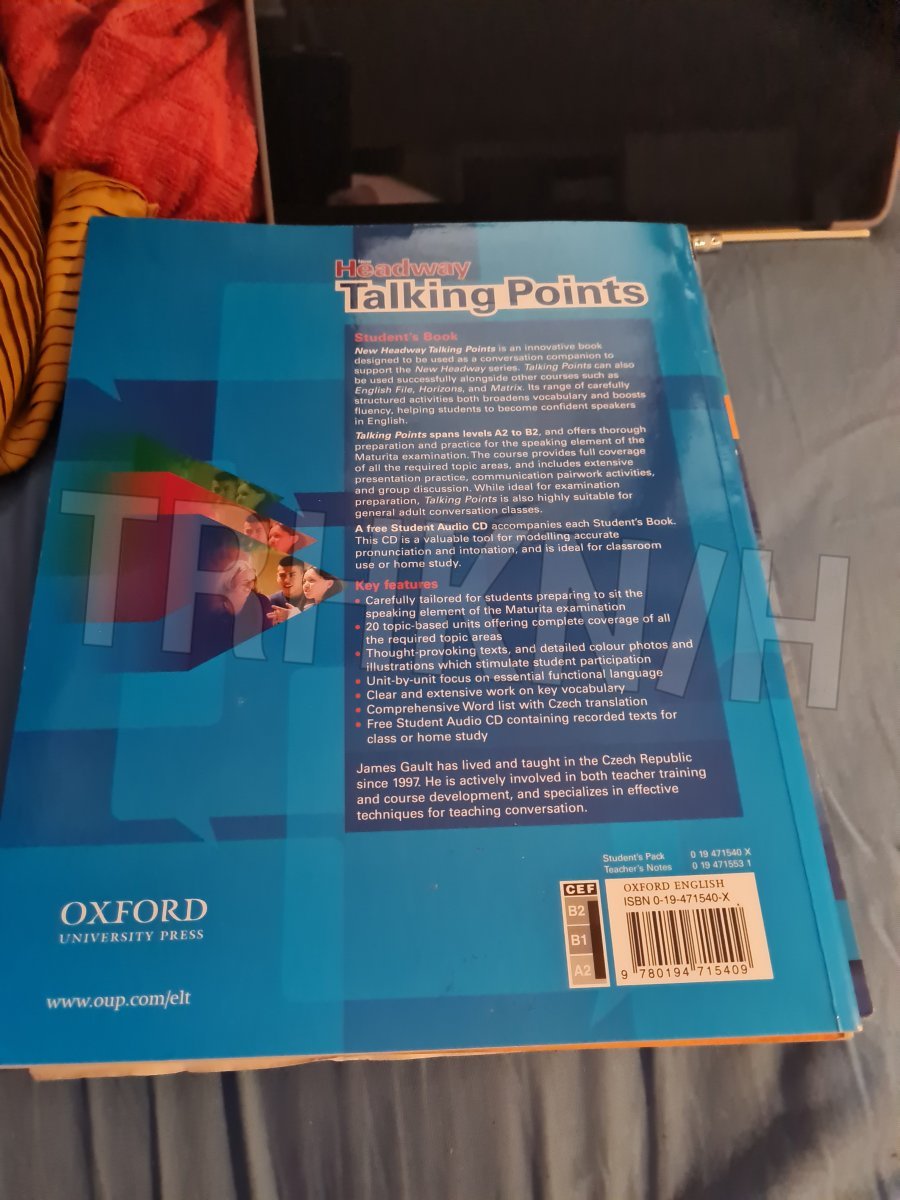 New
Headway
Talking Points
Student's Book
New Headway Talking Points is an innovative book
designed to be used as a conversation companion to
support the New Headway series. Talking Points can also
be used successfully alongside other courses such as
English File, Horizons, and Matrix. Its range of carefully
structured activities both broadens vocabulary and boosts
fluency, helping students to become confident speakers
in English.
Talking Points spans levels A2 to B2, and offers thorough
preparation and practice for the speaking element of the
Maturita examination. The course provides full coverage
of all the required topic areas, and includes extensive
presentation practice, communication pairwork activities,
and group discussion. While ideal for examination
preparation, Talking Points is also highly suitable for
general adult conversation classes.
A free Student Audio CD accompanies each Student's Book.
This CD is a valuable tool for modelling accurate
pronunciation and intonation, and is ideal for classroom
use or home study.
Key features
• Carefully tailored for students preparing to sit the
speaking element of the Maturita examination
• 20 topic-based units offering complete coverage of all
the required topic areas
• Thought-provoking texts, and detailed colour photos and
illustrations which stimulate student participation
• Unit-by-unit focus on essential functional language
• Clear and extensive work on key vocabulary
• Comprehensive Word list with Czech translation
• Free Student Audio CD containing recorded texts for
class or home study
James Gault has lived and taught in the Czech Republic
since 1997. He is actively involved in both teacher training
and course development, and specializes in effective
techniques for teaching conversation.
Student's Pack 0 19 471540 X
Teacher's Notes 0 19 471553 1
OXFORD
UNIVERSITY PRESS
www.oup.com/elt
CEF
B2
B1
A2
OXFORD ENGLISH
ISBN 0-19-471540-X
9 780194 715409